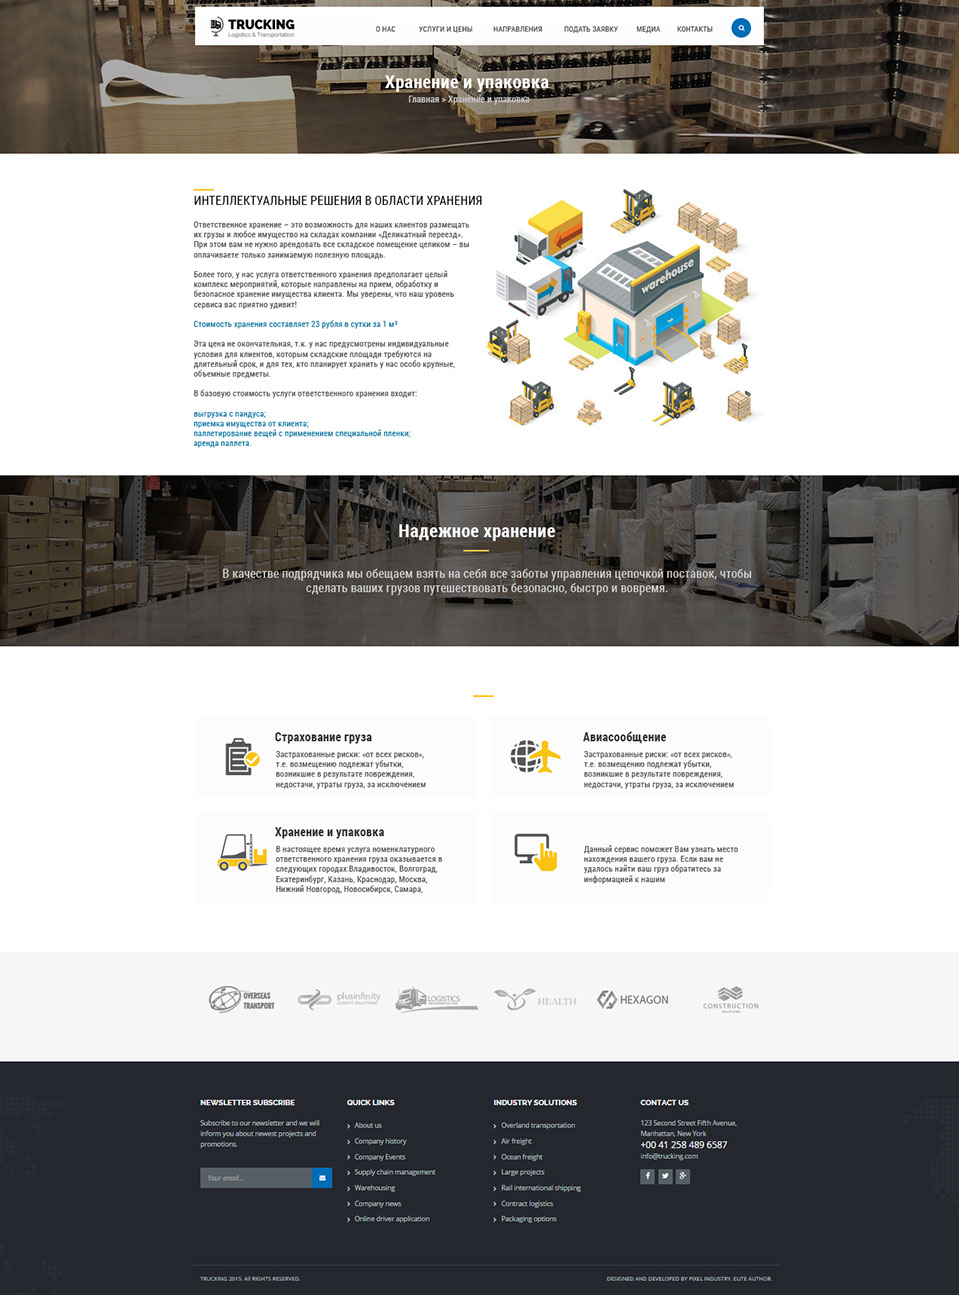 TRUCKING
Logistics & Transportation
О НАС УСЛУГИ И ЦЕНЫ НАПРАВЛЕНИЯ ПОДАТЬ ЗАЯВКУ МЕДИА КОНТАКТЫ
Хранение и упаковка
Главная > Хранение и упаковка
ИНТЕЛЛЕКТУАЛЬНЫЕ РЕШЕНИЯ В ОБЛАСТИ ХРАНЕНИЯ
Ответственное хранение – это возможность для наших клиентов размещать
их грузы и любое имущество на складах компании «Деликатный переезд».
При этом вам не нужно арендовать все складское помещение целиком – вы
оплачиваете только занимаемую полезную площадь.
Более того, у нас услуга ответственного хранения предполагает целый
комплекс мероприятий, которые направлены на прием, обработку и
безопасное хранение имущества клиента. Мы уверены, что наш уровень
сервиса вас приятно удивит!
Стоимость хранения составляет 23 рубля в сутки за 1 м³
Эта цена не окончательная, т.к. у нас предусмотрены индивидуальные
условия для клиентов, которым складские площади требуются на
длительный срок, и для тех, кто планирует хранить у нас особо крупные,
объемные предметы.
В базовую стоимость услуги ответственного хранения входит:
выгрузка с пандуса;
приемка имущества от клиента;
паллетирование вещей с применением специальной пленки;
аренда паллета.
warehouse
Надежное хранение
В качестве подрядчика мы обещаем взять на себя все заботы управления цепочкой поставок, чтобы
сделать ваших грузов путешествовать безопасно, быстро и вовремя.
Страхование груза
Застрахованные риски: «от всех рисков»,
т.е. возмещению подлежат убытки,
возникшие в результате повреждения,
недостачи, утраты груза, за исключением
Авиасообщение
Застрахованные риски: «от всех рисков»,
т.е. возмещению подлежат убытки,
возникшие в результате повреждения,
недостачи, утраты груза, за исключением
Хранение и упаковка
В настоящее время услуга номенклатурного
ответственного хранения груза оказывается в
следующих городах:Владивосток, Волгоград,
Екатеринбург, Казань, Краснодар, Москва,
Нижний Новгород, Новосибирск, Самара,
Данный сервис поможет Вам узнать место
нахождения вашего груза. Если вам не
удалось найти ваш груз обратитесь за
информацией к нашим
OVERSEAS
TRANSPORT
plusinfinity
LOGISTICS
HEALTH
HEXAGON
CONSTRUCTION
SOLUTIONS
NEWSLETTER SUBSCRIBE
Subscribe to our newsletter and we will
inform you about newest projects and
promotions.
Your email...
QUICK LINKS
About us
Company history
Company Events
Supply chain management
Warehousing
Company news
Online driver application
INDUSTRY SOLUTIONS
Overland transportation
Air freight
Ocean freight
Large projects
Rail international shipping
Contract logistics
Packaging options
CONTACT US
123 Second Street Fifth Avenue,
Manhattan, New York
+00 41 258 489 6587
info@trucking.com
TRUCKING 2015. All RIGHTS RESERVED.
DESIGNED AND DEVELOPED BY PIXEL INDUSTRY. ELITE AUTHOR.